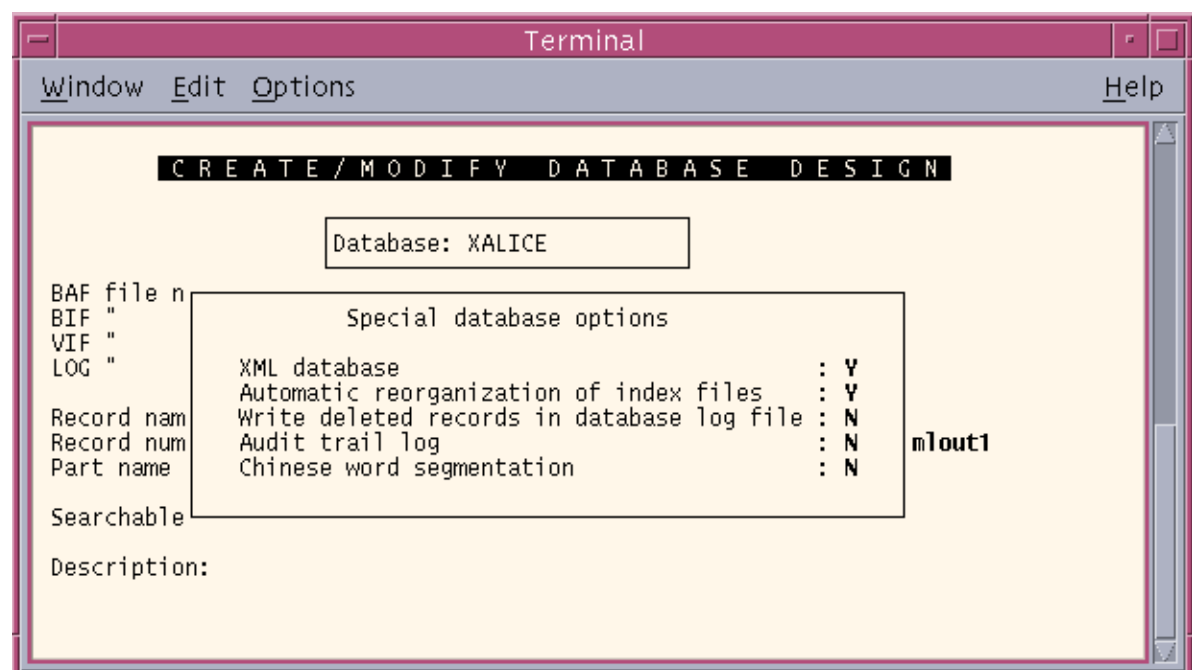 Terminal
Window Edit Options Help
CREATE/MODIFY DATABASE DESIGN
Database: XALICE
BAF file n
BIF "
VIF "
LOG "
Special database options
XML database : Y
Automatic reorganization of index files : Y
Write deleted records in database log file : N
Audit trail log : N
Chinese word segmentation : N
Record nam
Record num
mlout1
Part name
Searchable
Description: